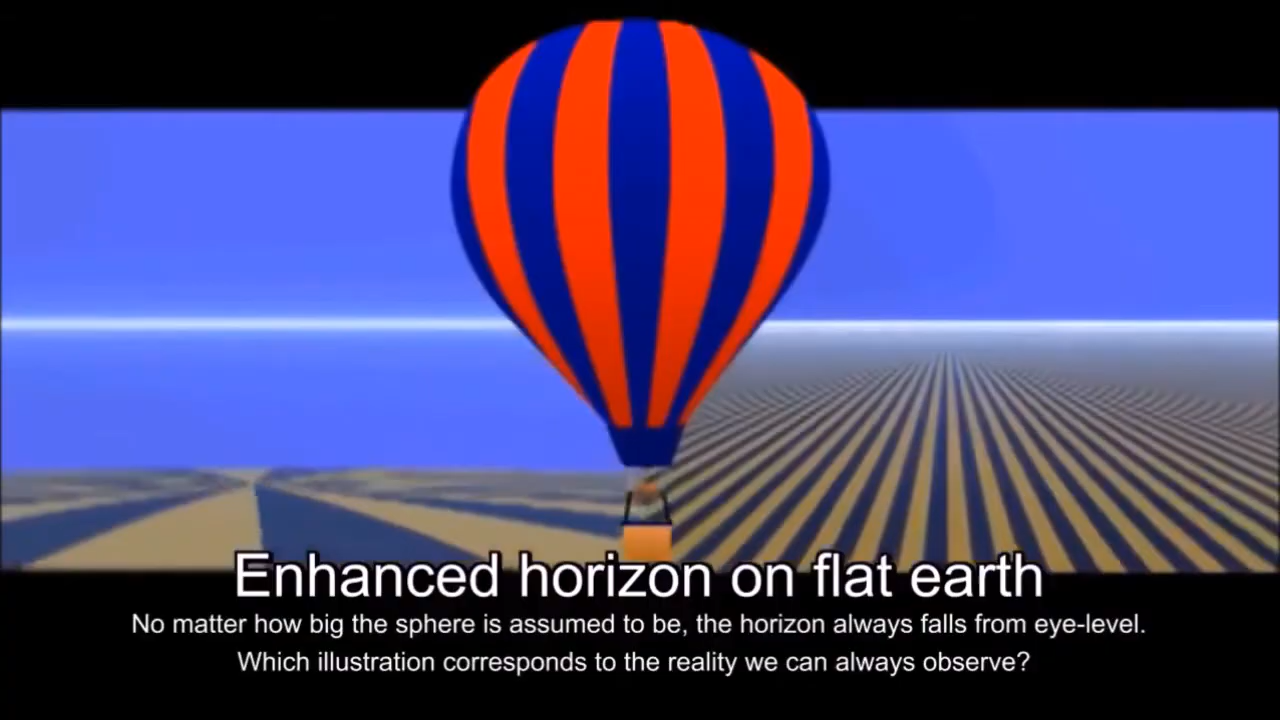 Enhanced horizon on flat earth
No matter how big the sphere is assumed to be, the horizon always falls from eye-level.
Which illustration corresponds to the reality we can always observe?